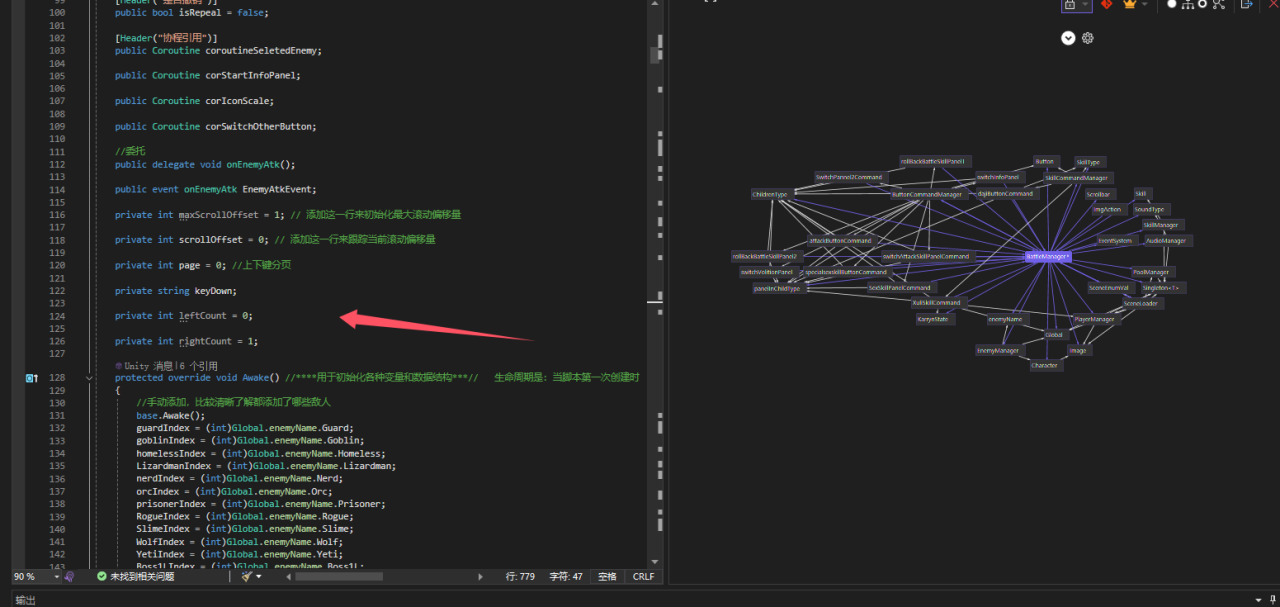 100 public bool isRepeal = false;
101
102 [Header("协程引用")]
103 public Coroutine coroutineSeletedEnemy;
104
105 public Coroutine corStartInfoPanel;
106
107 public Coroutine corIconScale;
108
109 public Coroutine corSwitchOtherButton;
110
111 //委托
112 public delegate void onEnemyAtk();
113
114 public event onEnemyAtk EnemyAtkEvent;
115
116 private int maxScrollOffset = 1; // 添加这一行来初始化最大滚动偏移量
117
118 private int scrollOffset = 0; // 添加这一行来跟踪当前滚动偏移量
119
120 private int page = 0; //上下键分页
121
122 private string keyDown;
123
124 private int leftCount = 0;
125
126 private int rightCount = 1;
127
Unity 消息|6 个引用
128 protected override void Awake() //****用于初始化各种变量和数据结构***// 生命周期是: 当脚本第一次创建时
129 {
130 //手动添加，比较清晰了解都添加了哪些敌人
131 base.Awake();
132 guardIndex = (int)Global.enemyName.Guard;
133 goblinIndex = (int)Global.enemyName.Goblin;
134 homelessIndex = (int)Global.enemyName.Homeless;
135 LizardmanIndex = (int)Global.enemyName.Lizardman;
136 nerdIndex = (int)Global.enemyName.Nerd;
137 orcIndex = (int)Global.enemyName.Orc;
138 prisonerIndex = (int)Global.enemyName.Prisoner;
139 RogueIndex = (int)Global.enemyName.Rogue;
140 SlimeIndex = (int)Global.enemyName.Slime;
141 WolfIndex = (int)Global.enemyName.Wolf;
142 YetiIndex = (int)Global.enemyName.Yeti;
143 Boss1LIndex = (int)Global.enemyName.Boss1L;
90 % 未找到相关问题 行: 779 字符: 47 空格 CRLF
输出
rollBackBattleSkillPanel1
Button
SkillType
SwitchPannel2Command
switchInfoPanel
SkillCommandManager
ChildrenType
ButtonCommandManager
Scrollbar
Skill
ImgAction
SoundType
SkillManager
attackButtonCommand
EventSystem
AudioManager
rollBackBattleSkillPanel2
switchAttackSkillPanelCommand
BattleManager*
switchVolitionPanel
specialionskillButtonCommand
PoolManager
panelInChildType
SexSkillPanelCommand
SceneEnumVal
Singleton<?>
XuliSkillCommand
SceneLoader
KarrynState
enemyName
PlayerManager
Global
EnemyManager
Image
Character